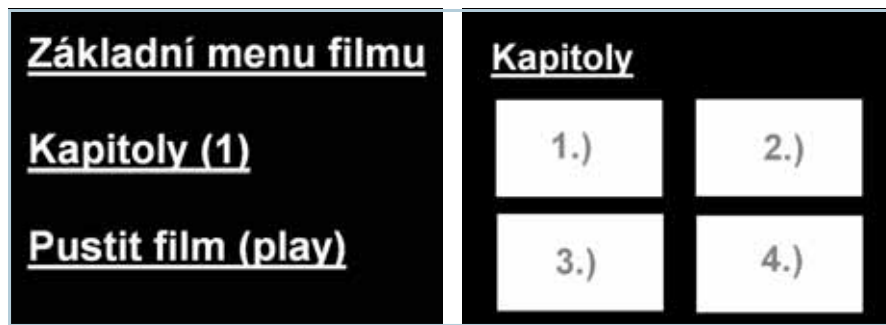 Základní menu filmu
Kapitoly (1)
Pustit film (play)
Kapitoly
1.) 2.)
3.) 4.)